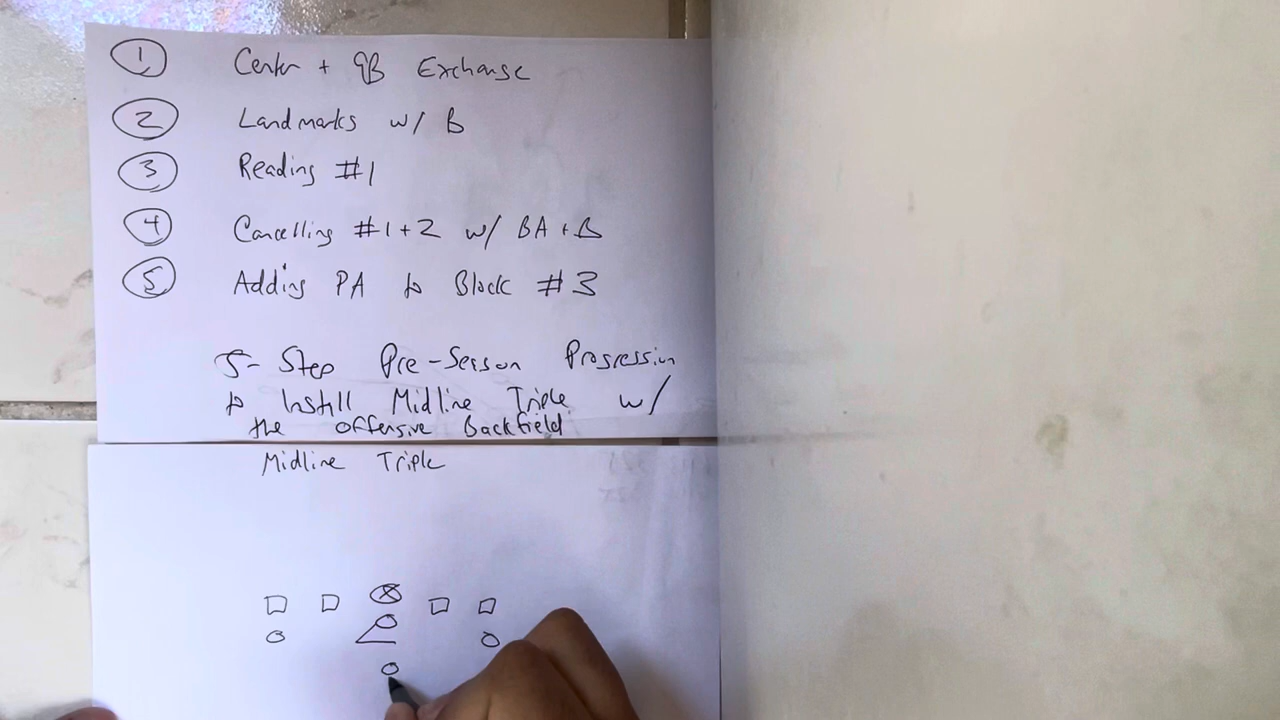 1 Center + QB Exchange
2 Landmarks w/ B
3 Reading #1
4 Cancelling #1+2 w/ BA + B
5 Adding PA to Block #3
5-Step Pre-Season Progression
to Install Midline Triple w/
the offensive Backfield
Midline Triple